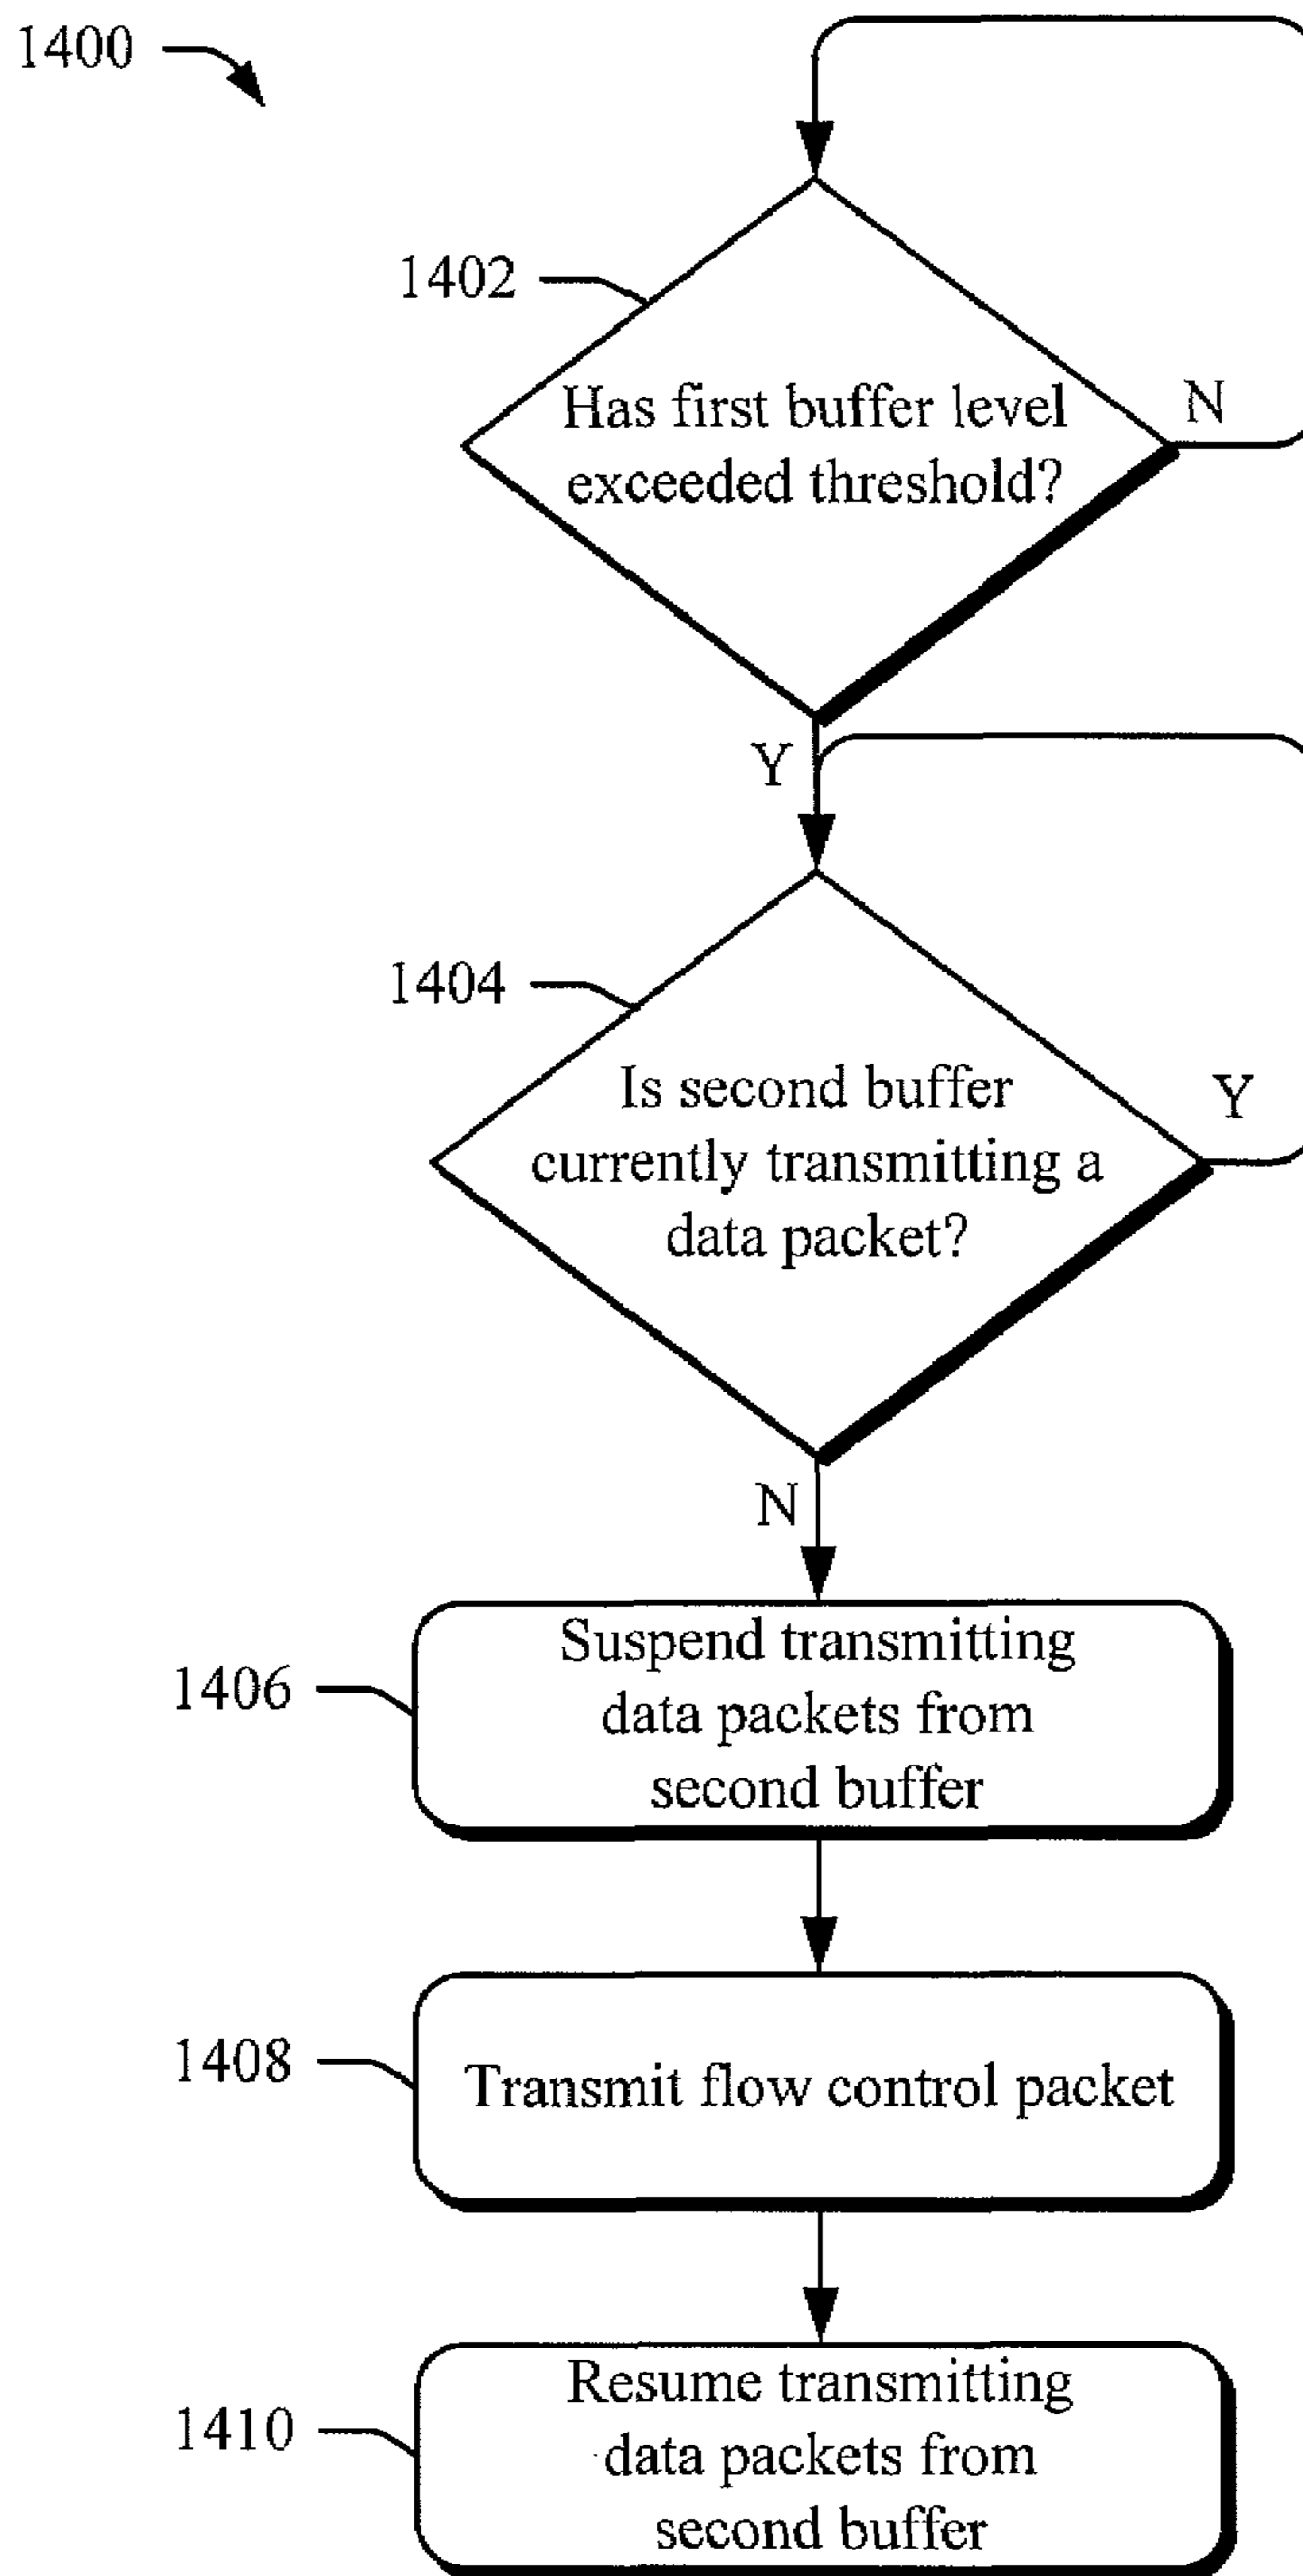 1400
1402
Has first buffer level
exceeded threshold?
N
Y
1404
Is second buffer
currently transmitting a
data packet?
Y
N
1406
Suspend transmitting
data packets from
second buffer
1408
Transmit flow control packet
1410
Resume transmitting
data packets from
second buffer